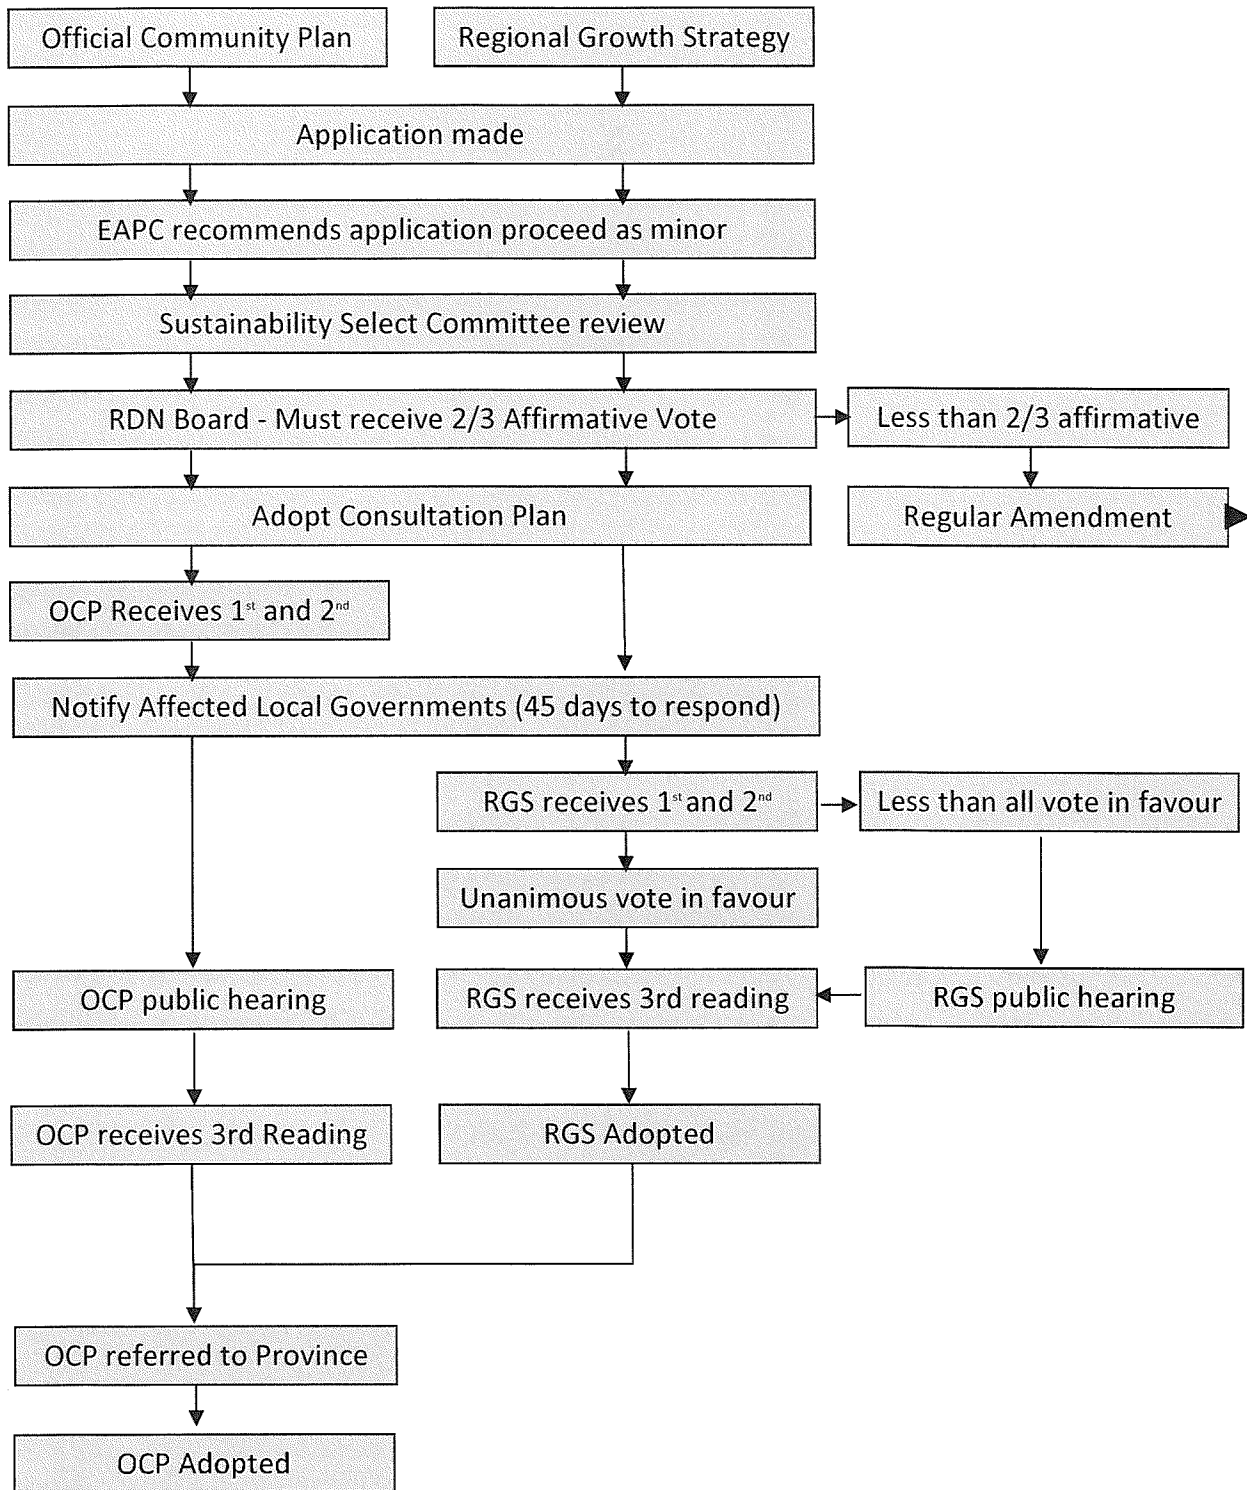 Official Community Plan
Regional Growth Strategy
Application made
EAPC recommends application proceed as minor
Sustainability Select Committee review
RDN Board - Must receive 2/3 Affirmative Vote
Less than 2/3 affirmative
Adopt Consultation Plan
Regular Amendment
OCP Receives 1st and 2nd
Notify Affected Local Governments (45 days to respond)
RGS receives 1st and 2nd
Less than all vote in favour
Unanimous vote in favour
OCP public hearing
RGS receives 3rd reading
RGS public hearing
OCP receives 3rd Reading
RGS Adopted
OCP referred to Province
OCP Adopted